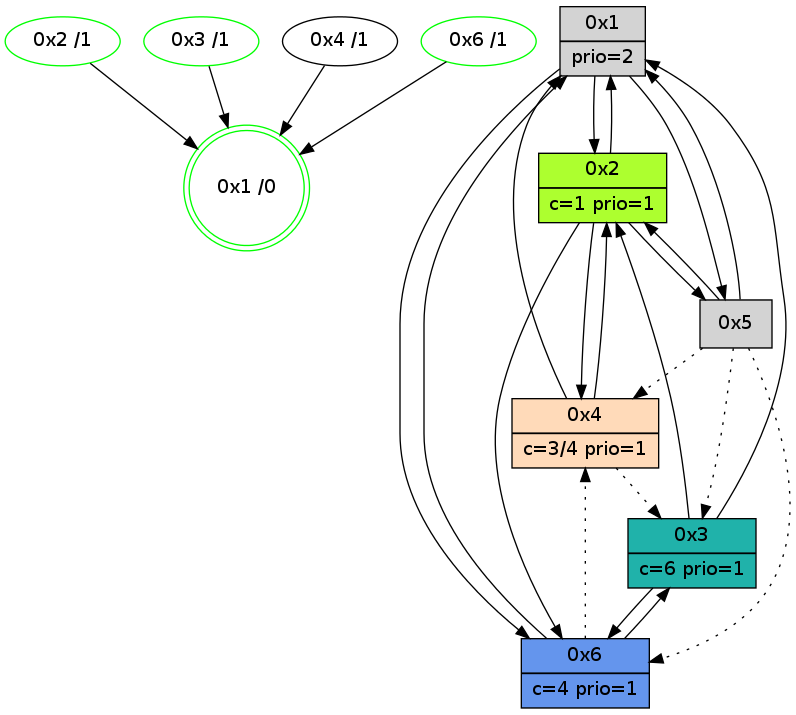 0x2 /1
0x3 /1
0x4 /1
0x6 /1
0x1 /0
0x1
prio=2
0x2
c=1 prio=1
0x5
0x4
c=3/4 prio=1
0x3
c=6 prio=1
0x6
c=4 prio=1